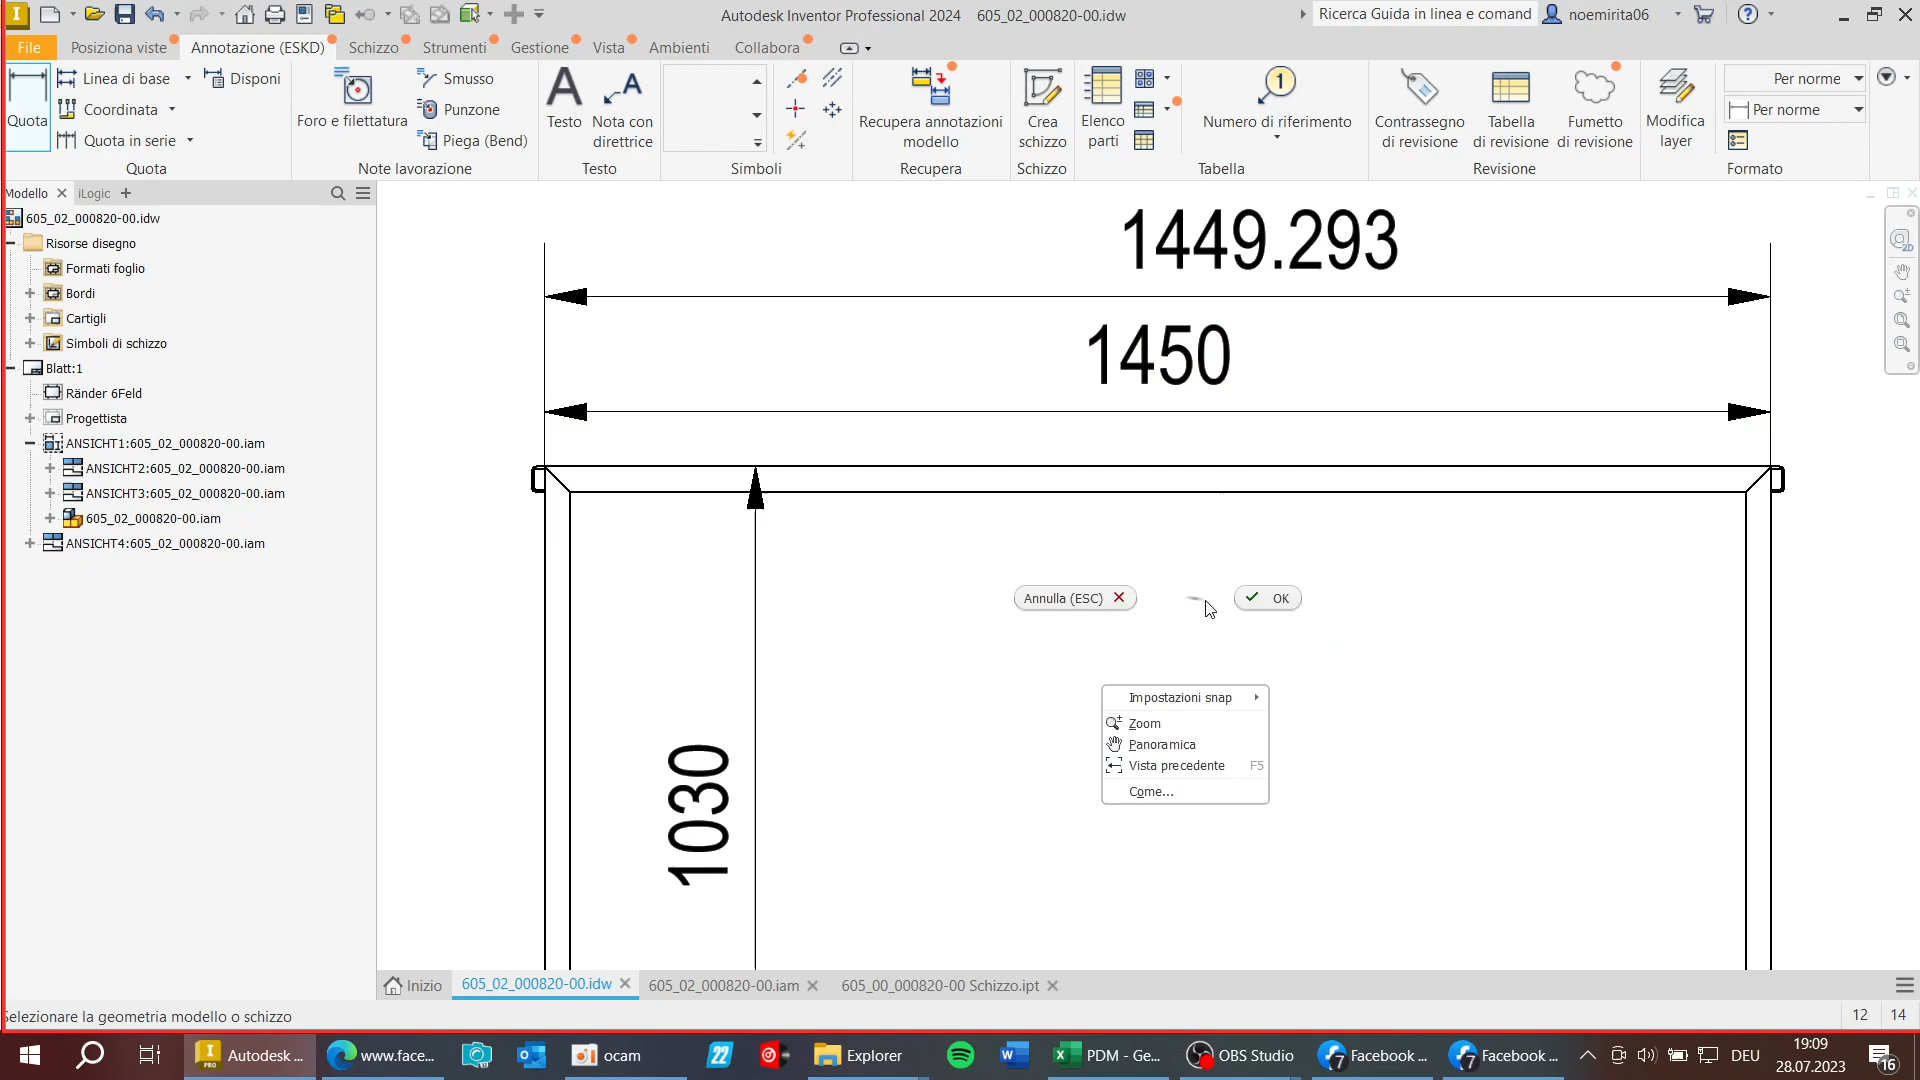 Autodesk Inventor Professional 2024 605_02_000820-00.idw
Ricerca Guida in linea e comand
noemirita06
File Posiziona viste Annotazione (ESKD) Schizzo Strumenti Gestione Vista Ambienti Collabora
Quota
Linea di base Disponi
Coordinata
Quota in serie
Quota
Foro e filettatura
Smusso
Punzone
Piega (Bend)
Note lavorazione
Testo
Nota con
direttrice
Testo
Simboli
Recupera annotazioni
modello
Recupera
Crea
schizzo
Schizzo
Elenco
parti
Numero di riferimento
Tabella
Contrassegno
di revisione
Tabella
di revisione
Fumetto
di revisione
Revisione
Modifica
layer
Per norme
Per norme
Formato
Modello iLogic
605_02_000820-00.idw
Risorse disegno
Formati foglio
Bordi
Cartigli
Simboli di schizzo
Blatt:1
Ränder 6Feld
Progettista
ANSICHT1:605_02_000820-00.iam
ANSICHT2:605_02_000820-00.iam
ANSICHT3:605_02_000820-00.iam
605_02_000820-00.iam
ANSICHT4:605_02_000820-00.iam
1449.293
1450
1030
Annulla (ESC)
OK
Impostazioni snap
Zoom
Panoramica
Vista precedente F5
Come...
2D
Inizio 605_02_000820-00.idw 605_02_000820-00.iam 605_00_000820-00 Schizzo.ipt
Selezionare la geometria modello o schizzo
12 14
Autodesk ... www.face... ocam 22 Explorer PDM - Ge... OBS Studio Facebook ... Facebook ... DEU
19:09
28.07.2023
16